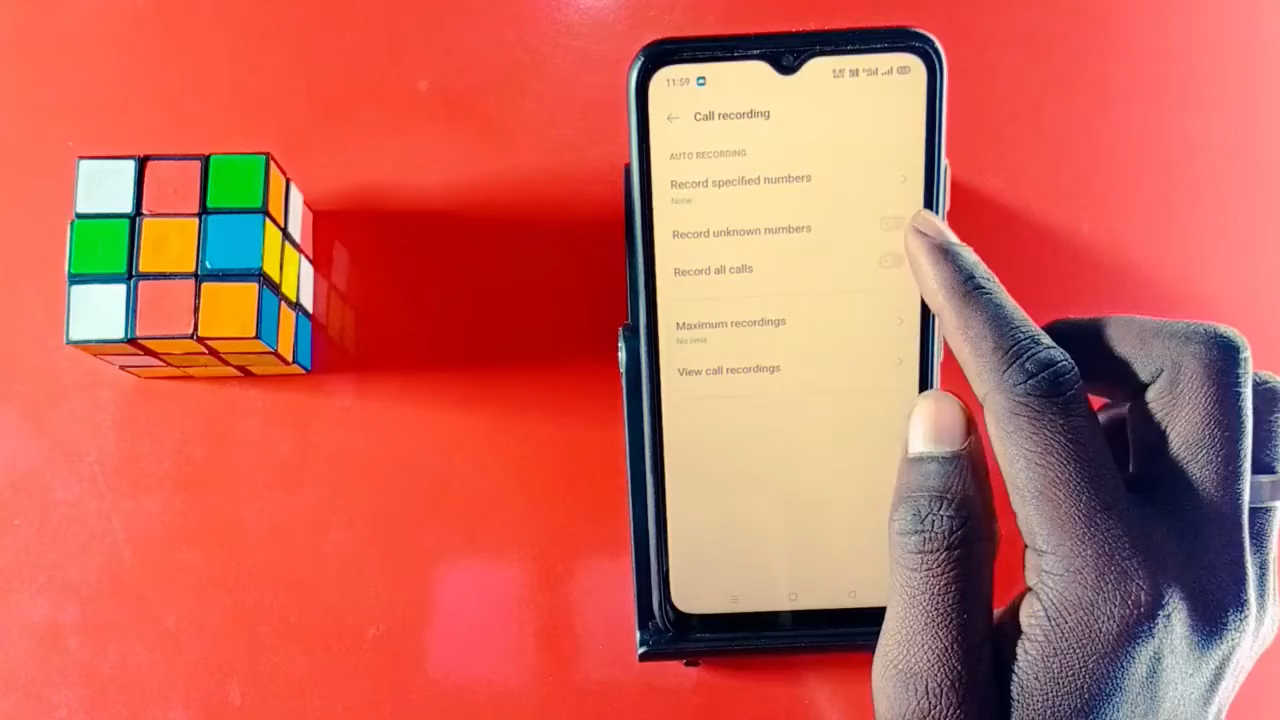 11:59
Call recording
AUTO RECORDING
Record specified numbers
None
Record unknown numbers
Record all calls
Maximum recordings
No limit
View call recordings